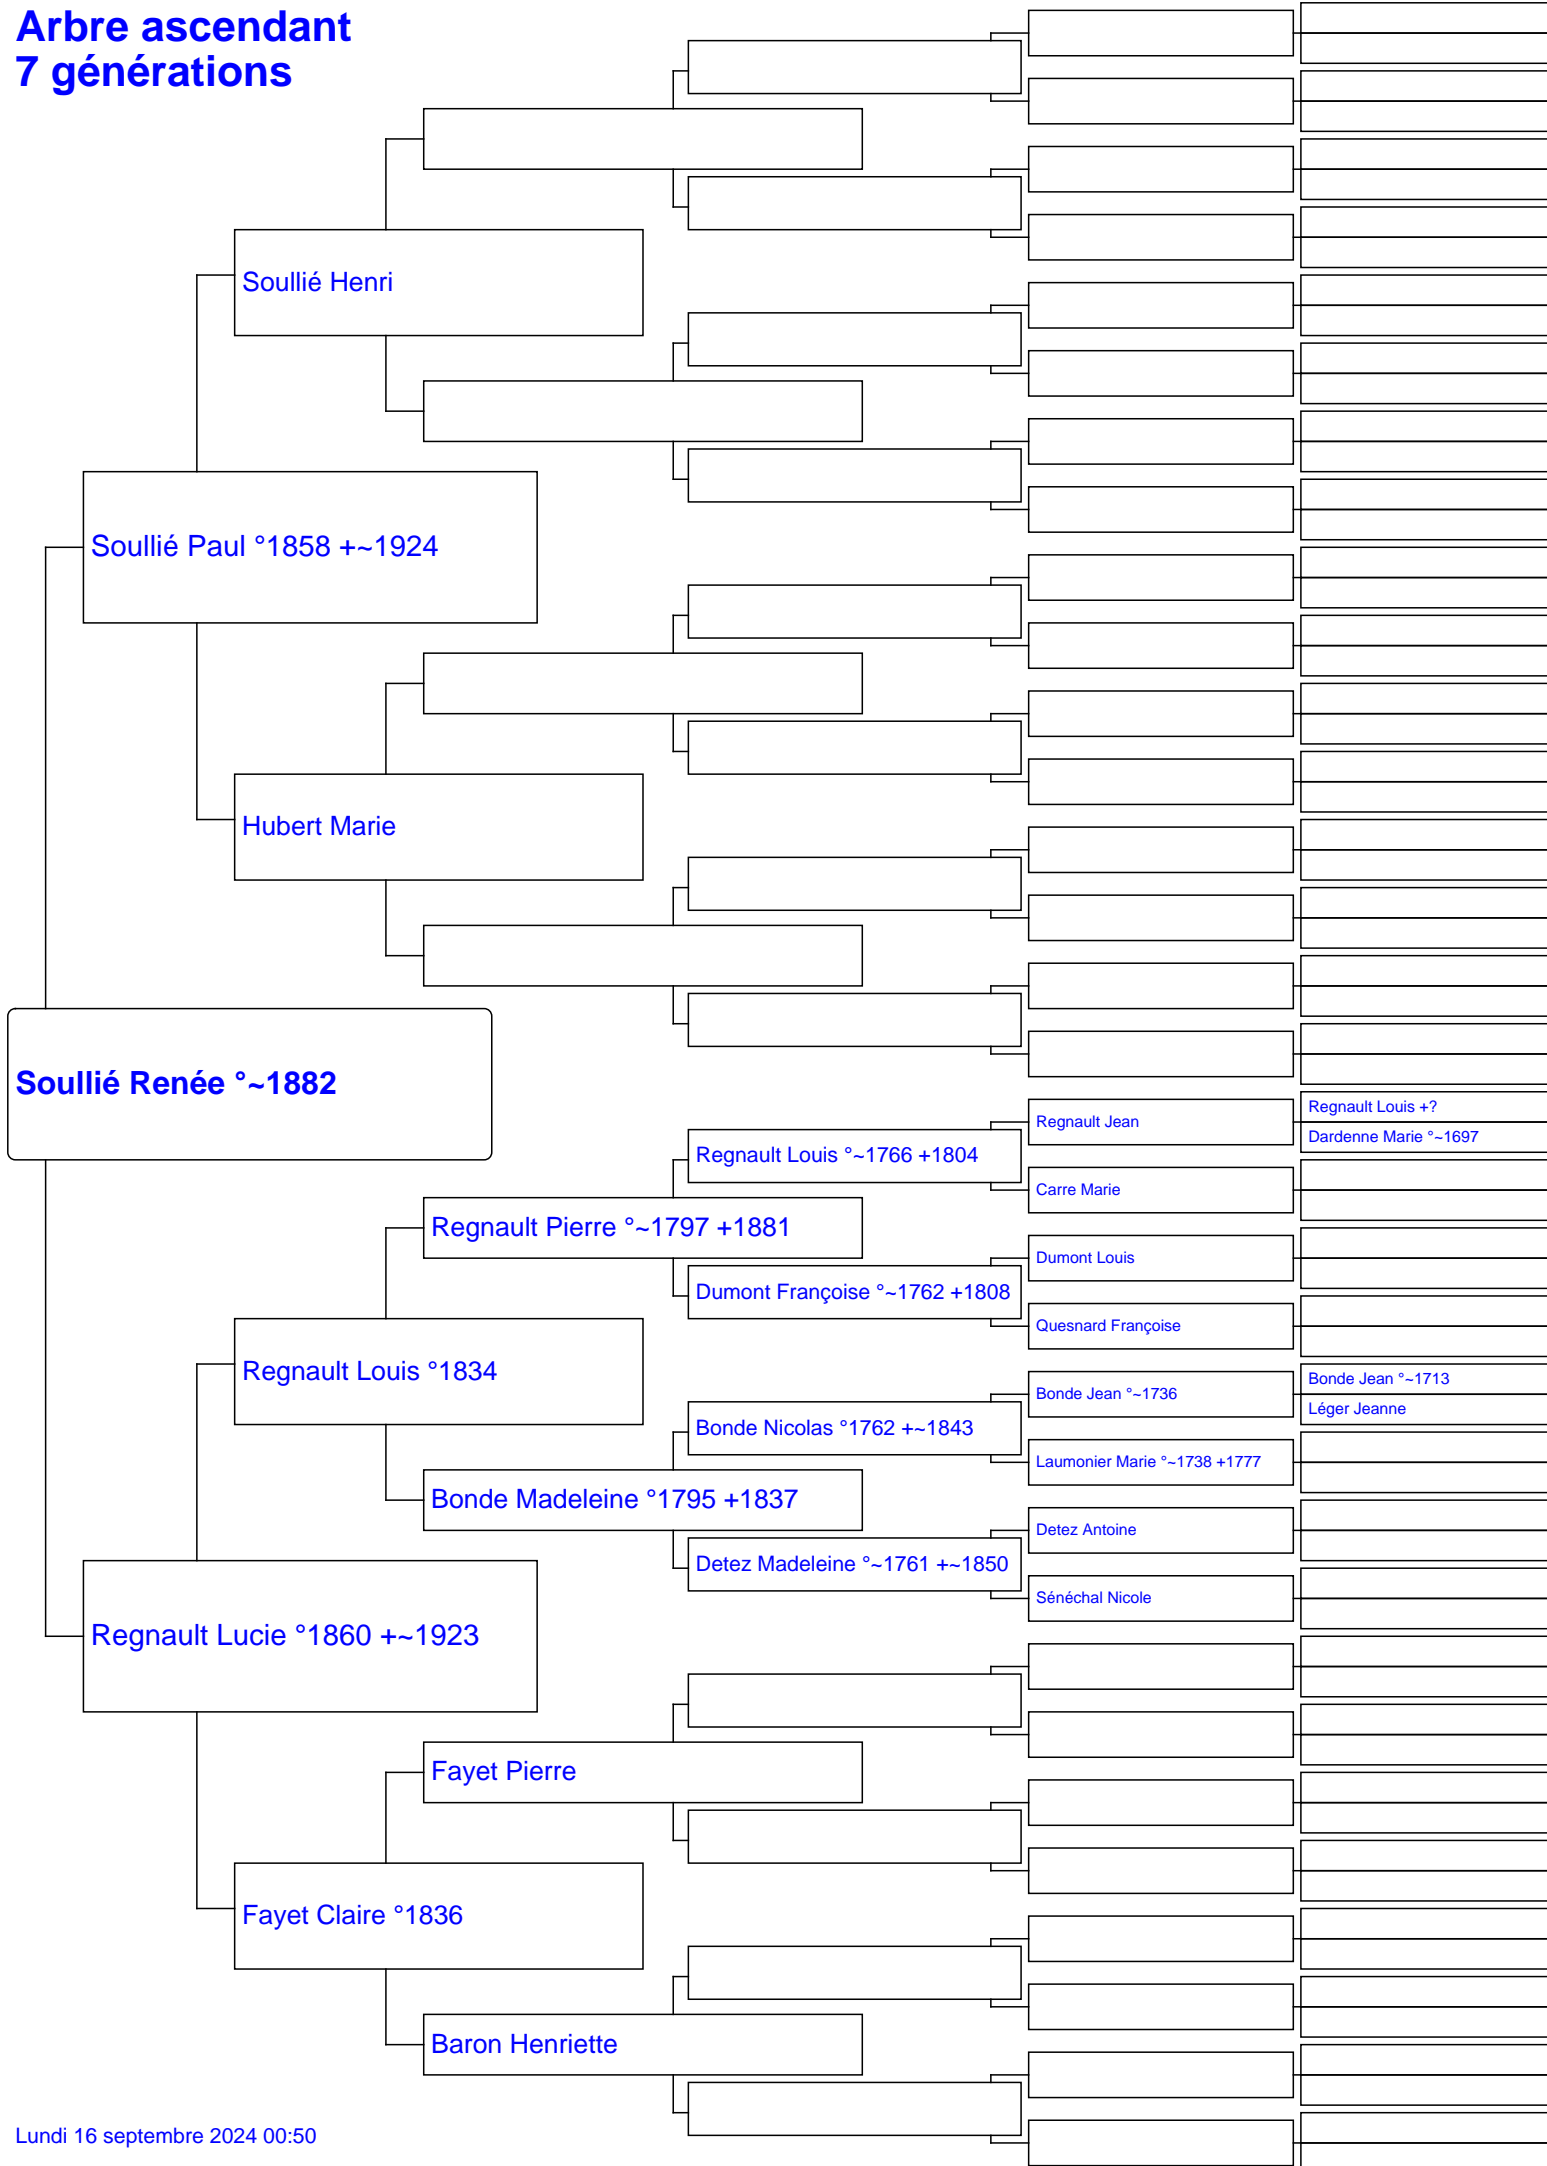 Arbre ascendant
7 générations
Soullié Henri
Soullié Paul °1858 +~1924
Hubert Marie
Soullié Renée °~1882
Regnault Louis +?
Regnault Jean
Dardenne Marie °~1697
Regnault Louis °~1766 +1804
Carre Marie
Regnault Pierre °~1797 +1881
Dumont Louis
Dumont Françoise °~1762 +1808
Quesnard Françoise
Regnault Louis °1834
Bonde Jean °~1713
Bonde Jean °~1736
Léger Jeanne
Bonde Nicolas °1762 +~1843
Laumonier Marie °~1738 +1777
Bonde Madeleine °1795 +1837
Detez Antoine
Detez Madeleine °~1761 +~1850
Sénéchal Nicole
Regnault Lucie °1860 +~1923
Fayet Pierre
Fayet Claire °1836
Baron Henriette
Lundi 16 septembre 2024 00:50